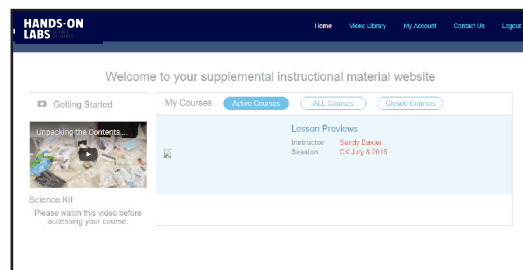 HANDS-ON
LABS
Home Video Library My Account Contact Us Logout
Welcome to your supplemental instructional material website
Getting Started
My Courses Active Courses ALL Courses Closed Courses
Unpacking the Contents...
Lesson Previews
Instructor Sandy Baxter
Session CK July 8 2019
Science Kit
Please watch this video before
accessing your course.